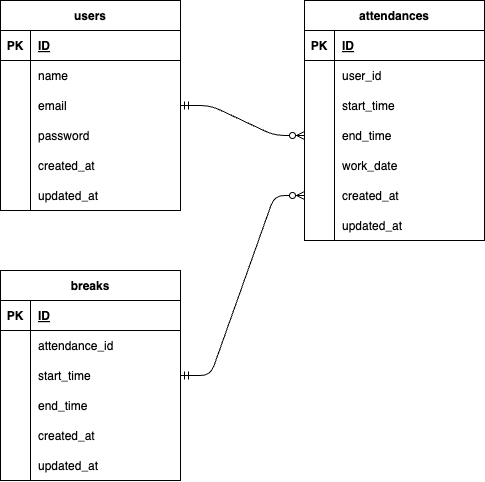 users
PK ID
name
email
password
created_at
updated_at
attendances
PK ID
user_id
start_time
end_time
work_date
created_at
updated_at
breaks
PK ID
attendance_id
start_time
end_time
created_at
updated_at